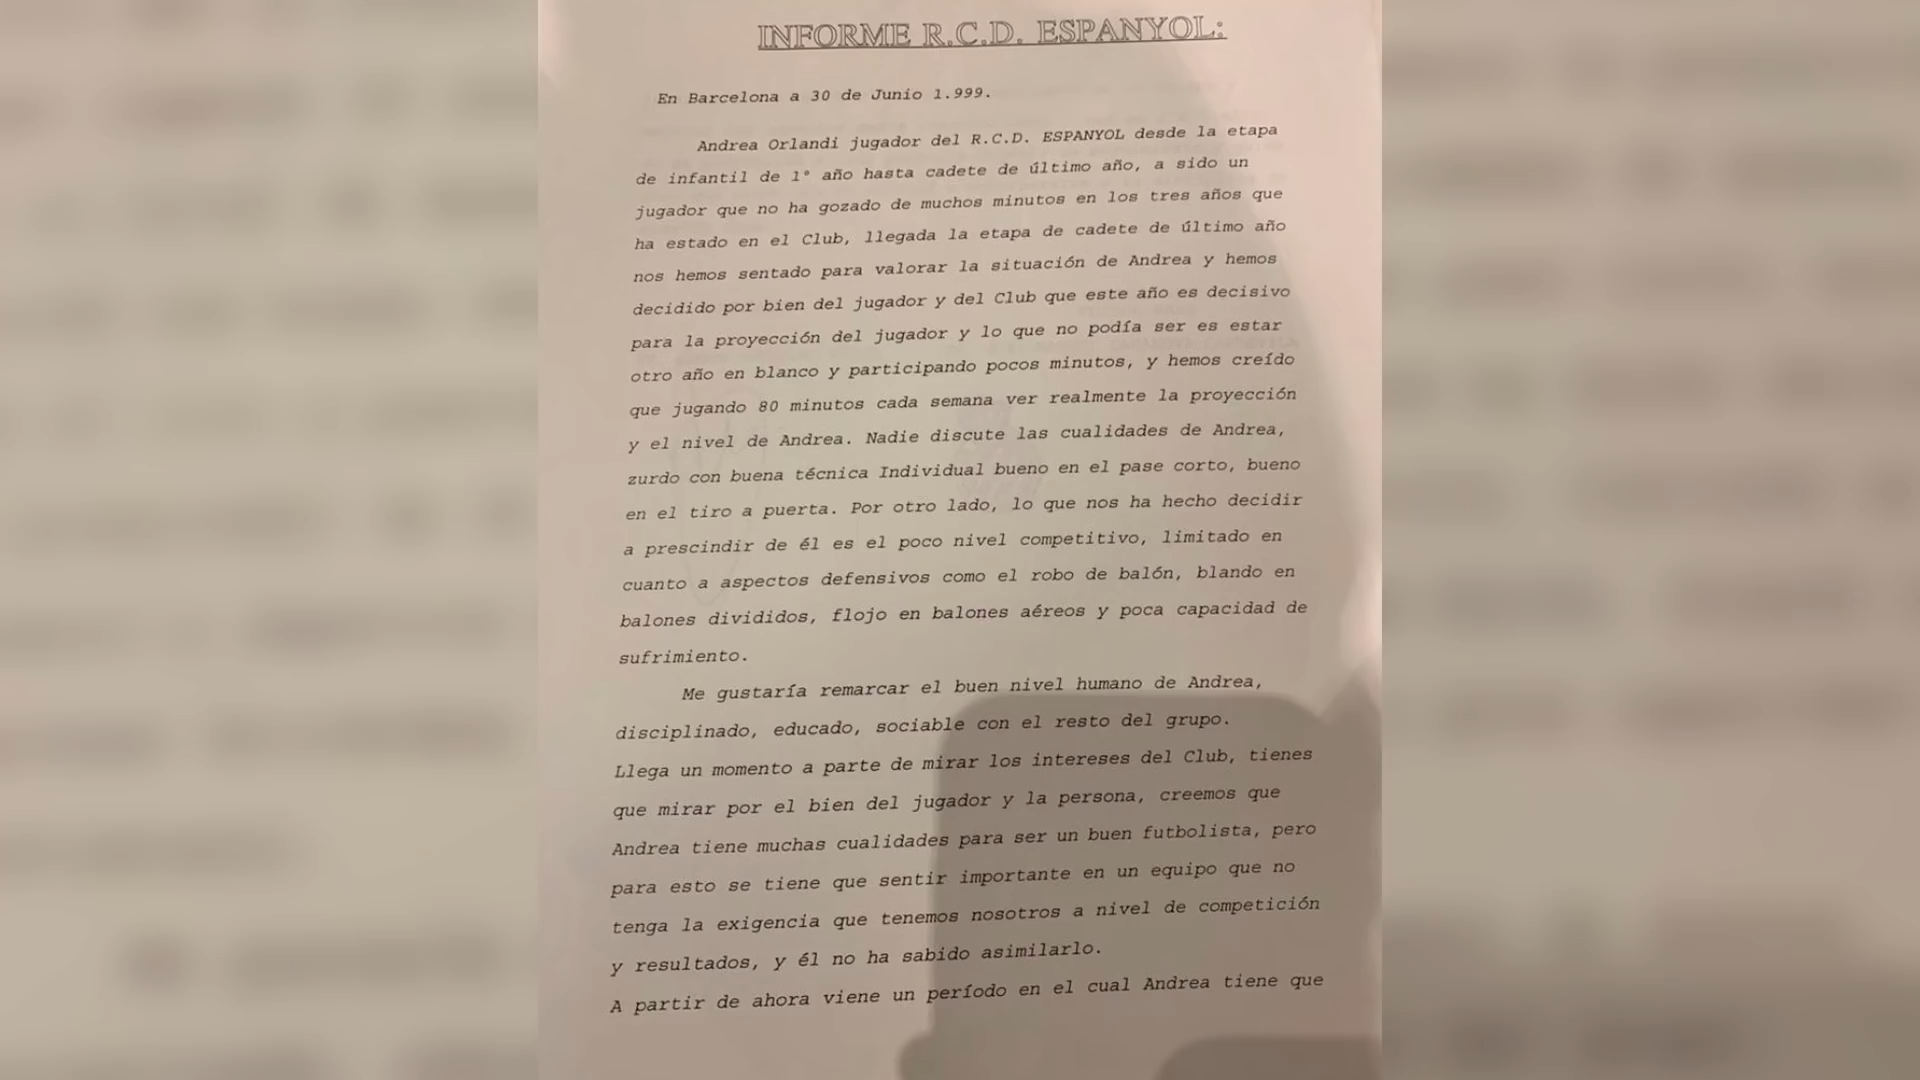 INFORME R.C.D. ESPANYOL:
En Barcelona a 30 de Junio 1.999.
Andrea Orlandi jugador del R.C.D. ESPANYOL desde la etapa
de infantil de 1º año hasta cadete de último año, a sido un
jugador que no ha gozado de muchos minutos en los tres años que
ha estado en el Club, llegada la etapa de cadete de último año
nos hemos sentado para valorar la situación de Andrea y hemos
decidido por bien del jugador y del Club que este año es decisivo
para la proyección del jugador y lo que no podía ser es estar
otro año en blanco y participando pocos minutos, y hemos creído
que jugando 80 minutos cada semana ver realmente la proyección
y el nivel de Andrea. Nadie discute las cualidades de Andrea,
zurdo con buena técnica Individual bueno en el pase corto, bueno
en el tiro a puerta. Por otro lado, lo que nos ha hecho decidir
a prescindir de él es el poco nivel competitivo, limitado en
cuanto a aspectos defensivos como el robo de balón, blando en
balones divididos, flojo en balones aéreos y poca capacidad de
sufrimiento.
Me gustaría remarcar el buen nivel humano de Andrea,
disciplinado, educado, sociable con el resto del grupo.
Llega un momento a parte de mirar los intereses del Club, tienes
que mirar por el bien del jugador y la persona, creemos que
Andrea tiene muchas cualidades para ser un buen futbolista, pero
para esto se tiene que sentir importante en un equipo que no
tenga la exigencia que tenemos nosotros a nivel de competición
y resultados, y él no ha sabido asimilarlo.
A partir de ahora viene un período en el cual Andrea tiene que